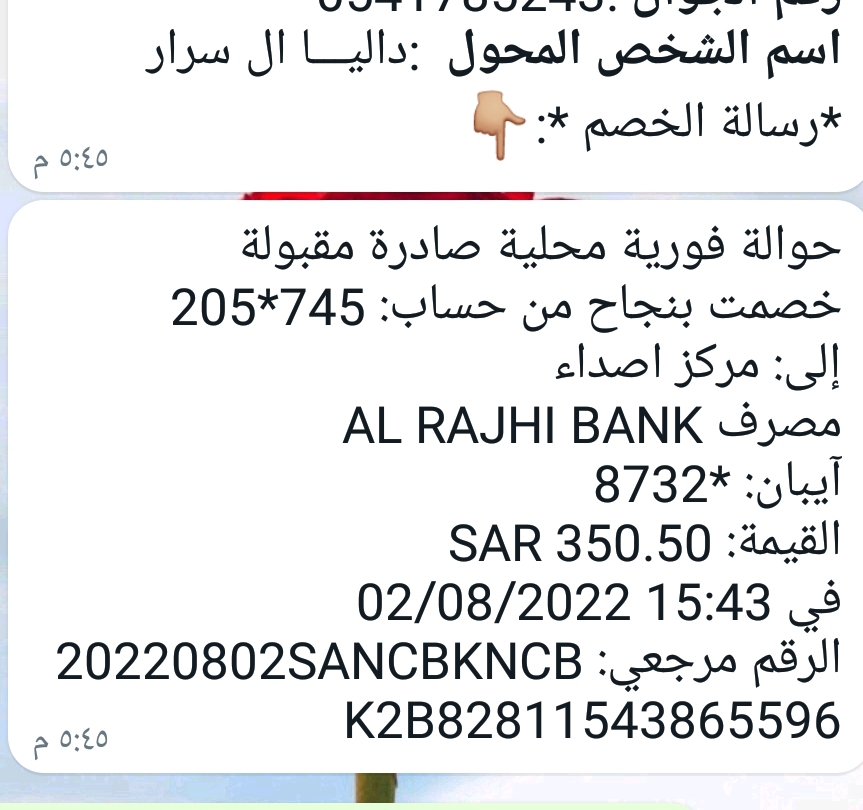 اسم الشخص المحول :داليـــا ال سرار
*رسالة الخصم *:👇🏼
٥:٤٥ م
حوالة فورية محلية صادرة مقبولة
خصمت بنجاح من حساب: 745*205
إلى: مركز اصداء
مصرف AL RAJHI BANK
آيبان: *8732
القيمة: SAR 350.50
في 02/08/2022 15:43
الرقم مرجعي: 20220802SANCBKNCB
K2B82811543865596
٥:٤٥ م